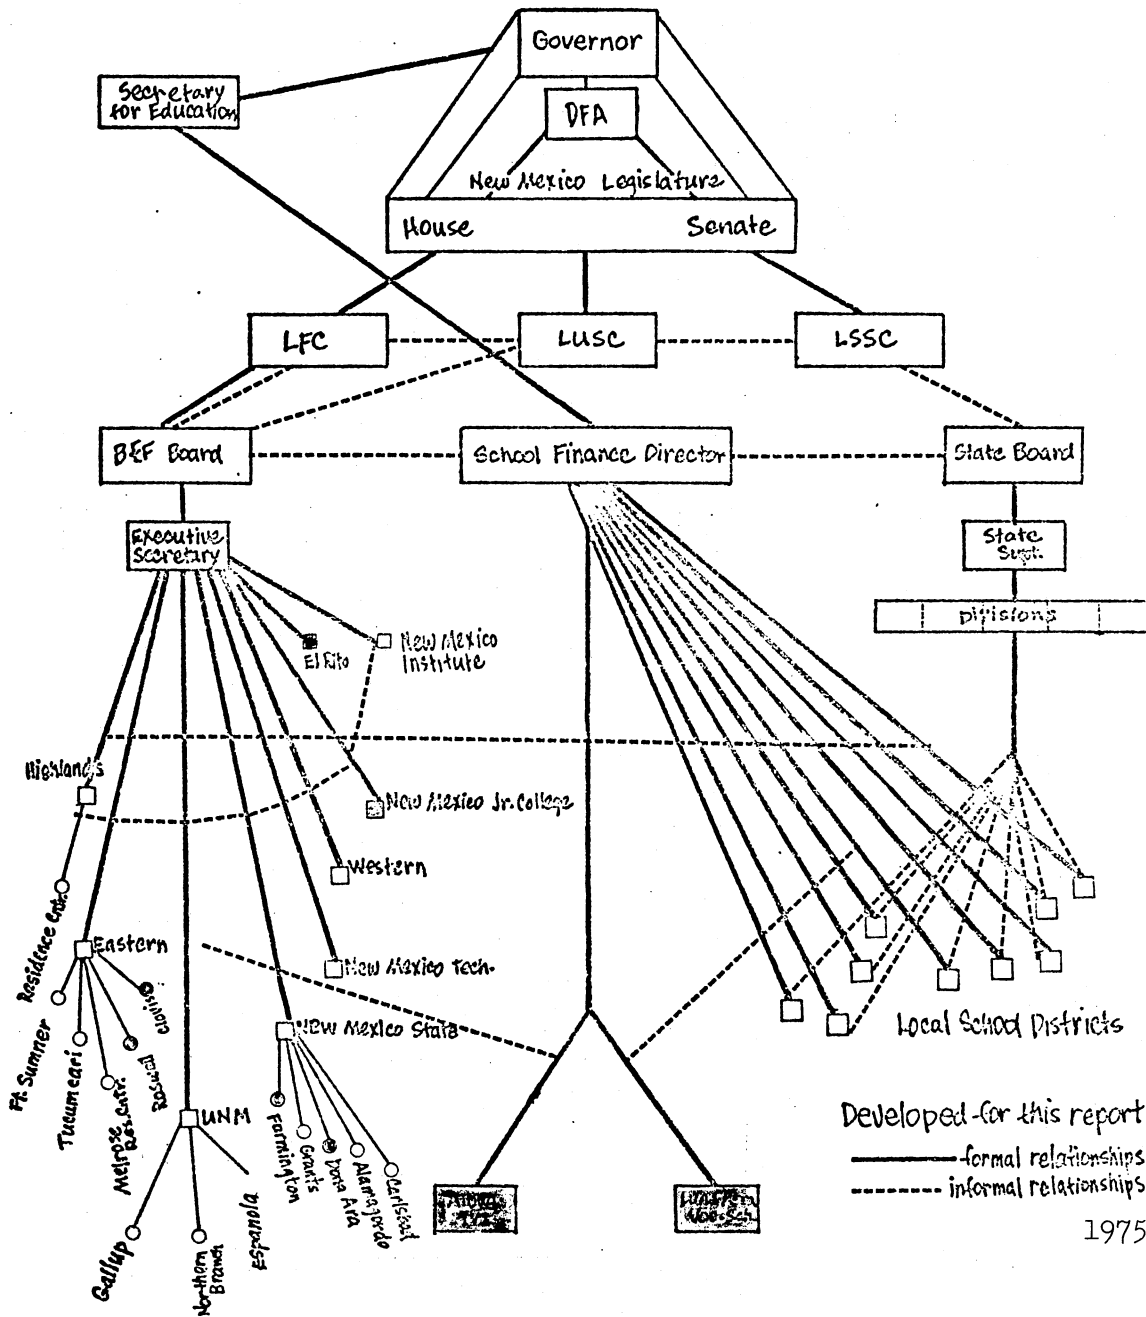 Governor
Secretary
for Education
DFA
New Mexico Legislature
House
Senate
LFC
LUSC
LSSC
BEF Board
School Finance Director
State Board
Executive
Secretary
State
Supt.
Divisions
El Rito
New Mexico
Institute
Highlands
New Mexico Jr. College
Western
Residence Cntr.
Eastern
New Mexico Tech.
Clovis
Ft. Sumner
Tucumcari
Melrose
Res. Cntr.
Roswell
New Mexico State
Local School Districts
UNM
Farmington
Grants
Dona Ana
Alamagordo
Carlsbad
Gallup
Northern
Branch
Espanola
Developed for this report
formal relationships
informal relationships
1975